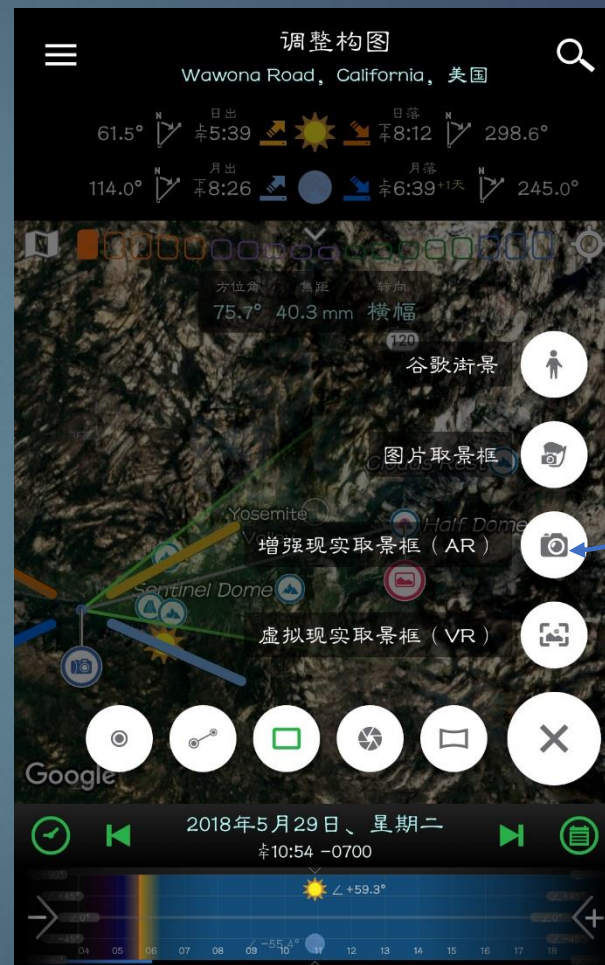 调整构图
Wawona Road, California, 美国
日出 日落
61.5° N 上午5:39 下午8:12 N 298.6°
月出 月落
114.0° N 下午8:26 上午6:39+1天 N 245.0°
方位角 焦距 转向
75.7° 40.3 mm 横幅
120
谷歌街景
图片取景框
Clouds Rest
Yosemite
Half Dome
增强现实取景框（AR）
Sentinel Dome
虚拟现实取景框（VR）
Google
2018年5月29日、星期二
上午10:54 -0700
∠+59.3°
∠-55.4°
04 05 06 07 08 09 10 11 12 13 14 15 16 17 18